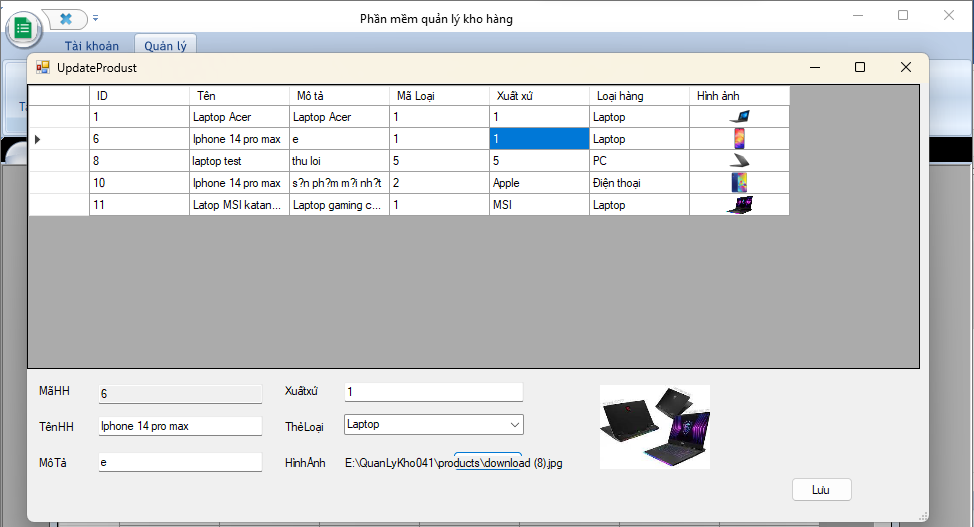 Phần mềm quản lý kho hàng
Tài khoản Quản lý
UpdateProdust
ID Tên Mô tả Mã Loại Xuất xứ Loại hàng Hình ảnh
1 Laptop Acer Laptop Acer 1 1 Laptop
6 Iphone 14 pro max e 1 1 Laptop
8 laptop test thu loi 5 5 PC
10 Iphone 14 pro max s?n ph?m m?i nh?t 2 Apple Điện thoại
11 Latop MSI katan... Laptop gaming c... 1 MSI Laptop
MãHH 6 Xuấtxứ 1
TênHH Iphone 14 pro max ThẻLoại Laptop
MôTả e HìnhẢnh E:\QuanLyKho041\products\download (8).jpg
Lưu